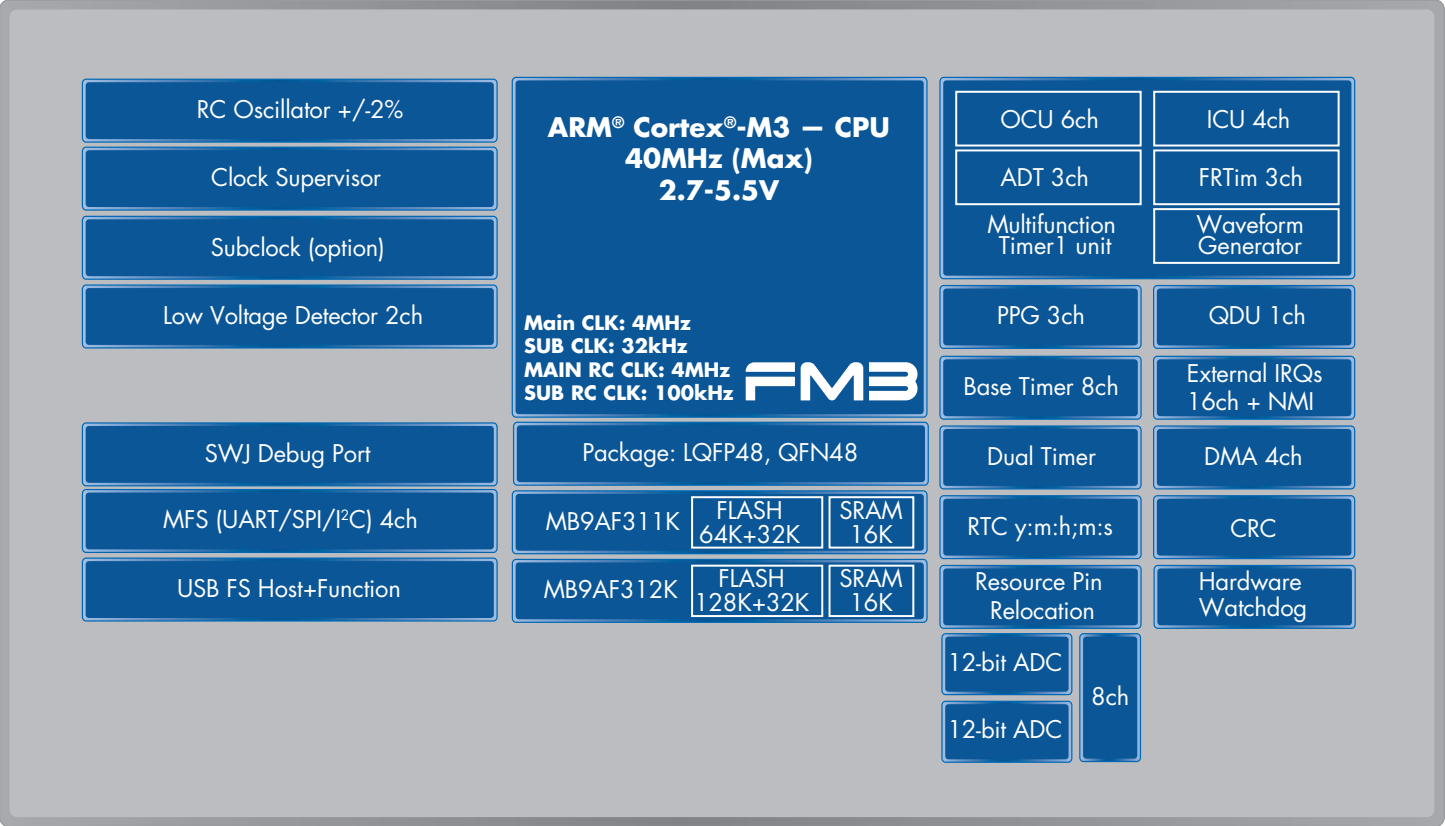 RC Oscillator +/-2%
Clock Supervisor
Subclock (option)
Low Voltage Detector 2ch
SWJ Debug Port
MFS (UART/SPI/I²C) 4ch
USB FS Host+Function
ARM® Cortex®-M3 – CPU
40MHz (Max)
2.7-5.5V
Main CLK: 4MHz
SUB CLK: 32kHz
MAIN RC CLK: 4MHz
SUB RC CLK: 100kHz
FM3
Package: LQFP48, QFN48
MB9AF311K
FLASH
64K+32K
SRAM
16K
MB9AF312K
FLASH
128K+32K
SRAM
16K
OCU 6ch
ICU 4ch
ADT 3ch
FRTim 3ch
Multifunction
Timer1 unit
Waveform
Generator
PPG 3ch
QDU 1ch
Base Timer 8ch
External IRQs
16ch + NMI
Dual Timer
DMA 4ch
RTC y:m:h;m:s
CRC
Resource Pin
Relocation
Hardware
Watchdog
12-bit ADC
12-bit ADC
8ch